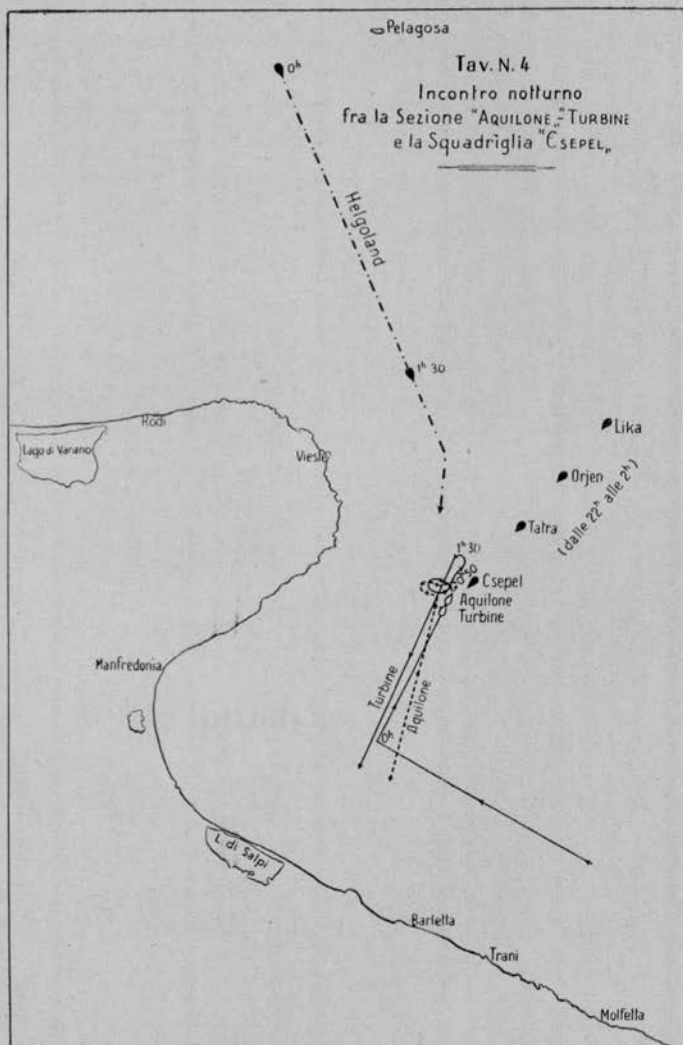 Pelagosa
Tav. N. 4
Incontro notturno
fra la Sezione "AQUILONE„-TURBINE
e la Squadriglia "CSEPEL„
0ʰ
Helgoland
1ʰ 30
Rodi
Lago di Varano
Vieste
Lika
Orjen
Tatra
(dalle 22ʰ alle 2ʰ)
1ʰ 30
0ʰ50
Csepel
Aquilone
Turbine
Manfredonia
Turbine
Aquilone
0ʰ
L. di Salpi
Barletta
Trani
Molfetta